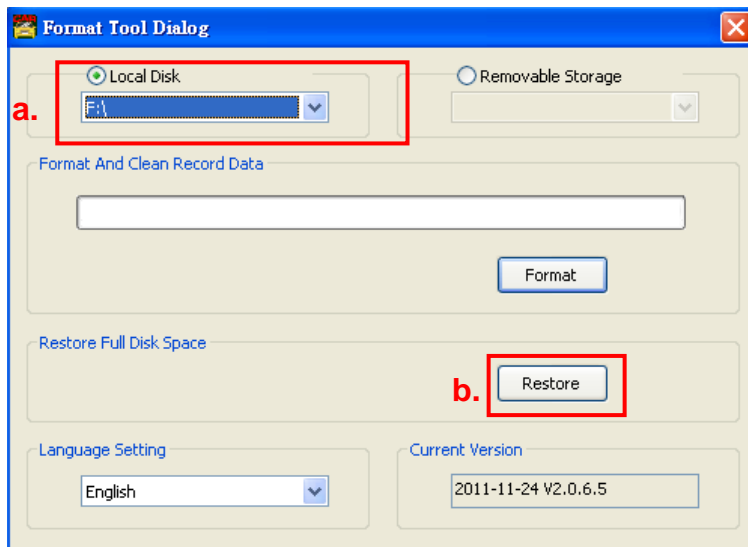 Format Tool Dialog
a.
Local Disk
Removable Storage
F:\
Format And Clean Record Data
Format
Restore Full Disk Space
b.
Restore
Language Setting
Current Version
English
2011-11-24 V2.0.6.5